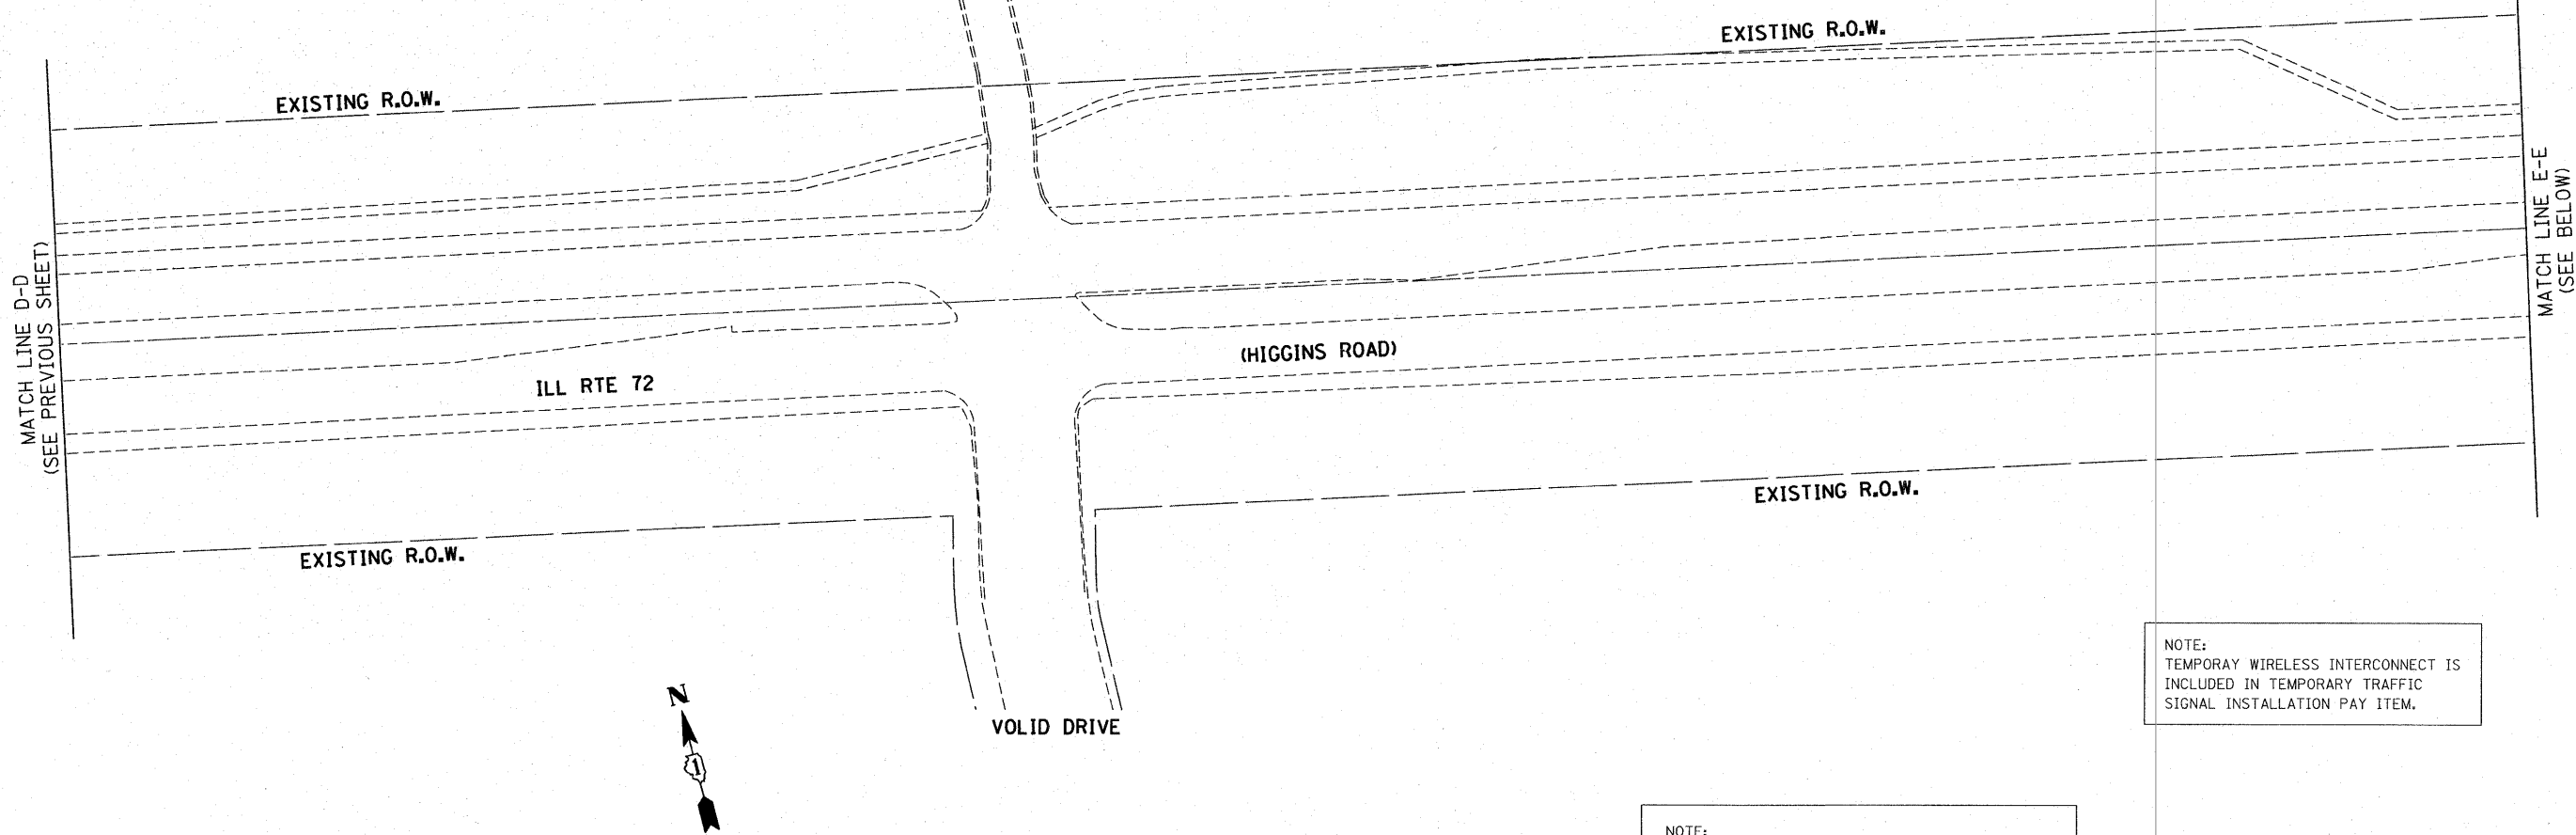 EXISTING R.O.W.
EXISTING R.O.W.
MATCH LINE D-D
(SEE PREVIOUS SHEET)
MATCH LINE E-E
(SEE BELOW)
(HIGGINS ROAD)
ILL RTE 72
EXISTING R.O.W.
EXISTING R.O.W.
VOLID DRIVE
N
1
NOTE:
TEMPORAY WIRELESS INTERCONNECT IS
INCLUDED IN TEMPORARY TRAFFIC
SIGNAL INSTALLATION PAY ITEM.
NOTE: